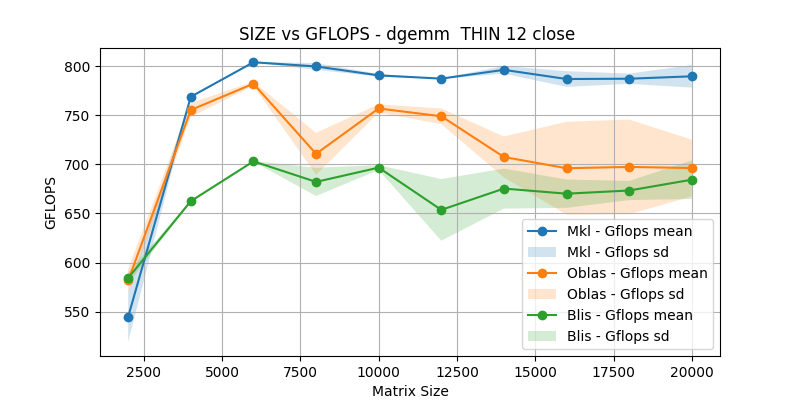 SIZE vs GFLOPS - dgemm  THIN 12 close
GFLOPS
800
750
700
650
600
550
Mkl - Gflops mean
Mkl - Gflops sd
Oblas - Gflops mean
Oblas - Gflops sd
Blis - Gflops mean
Blis - Gflops sd
2500 5000 7500 10000 12500 15000 17500 20000
Matrix Size